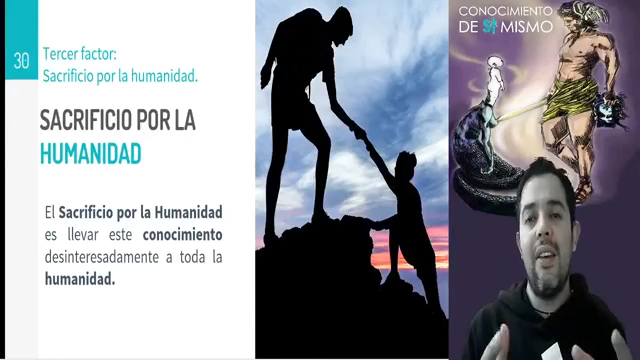 30
Tercer factor:
Sacrificio por la humanidad.
SACRIFICIO POR LA
HUMANIDAD
El Sacrificio por la Humanidad
es llevar este conocimiento
desinteresadamente a toda la
humanidad.
CONOCIMIENTO
DE SÍ MISMO